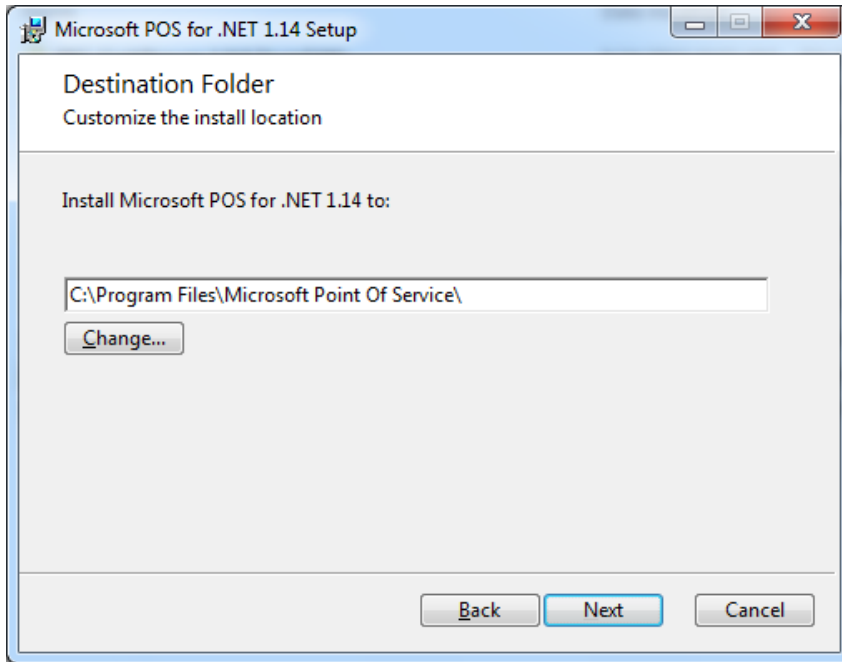 Microsoft POS for .NET 1.14 Setup
Destination Folder
Customize the install location
Install Microsoft POS for .NET 1.14 to:
C:\Program Files\Microsoft Point Of Service\
Change...
Back Next Cancel